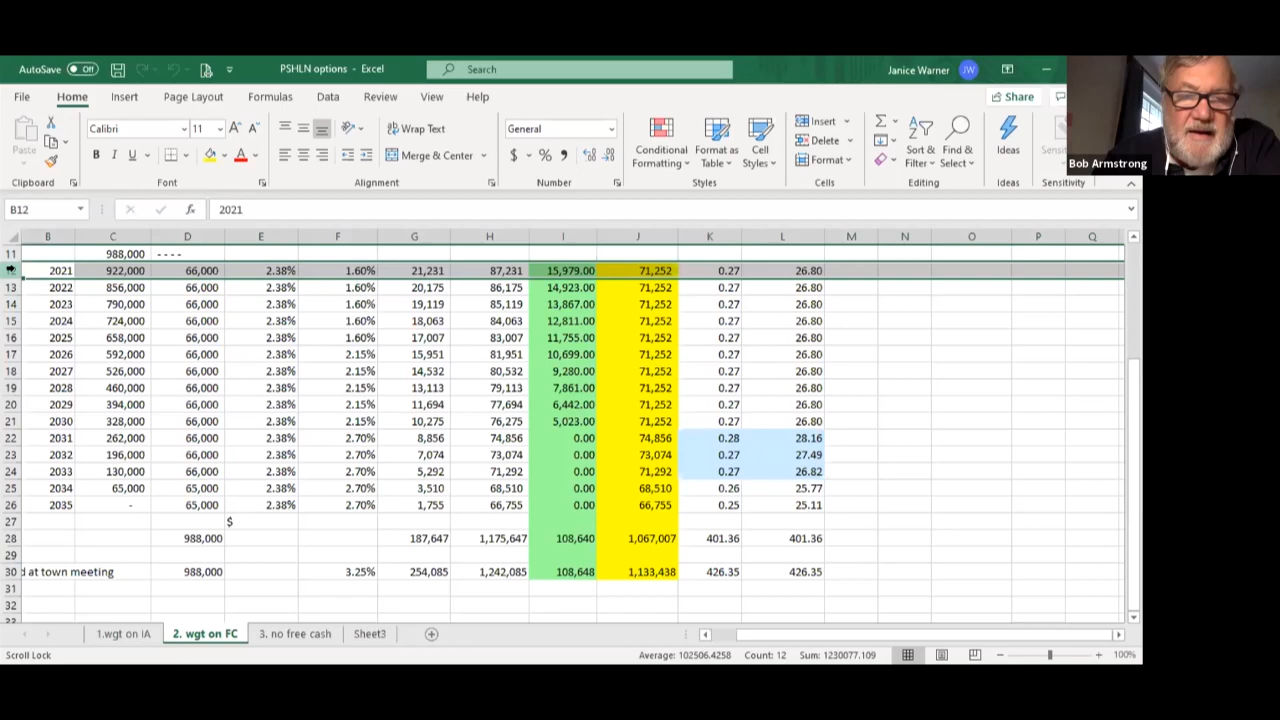 AutoSave Off PSHLN options - Excel Search Janice Warner JW
File Home Insert Page Layout Formulas Data Review View Help Share
Calibri 11 A A Wrap Text General Insert
Paste B I U A Merge & Center $ % Conditional Formatting Format as Table Cell Styles Delete Format Sort & Filter Find & Select Ideas
Bob Armstrong
Clipboard Font Alignment Number Styles Cells Editing Ideas Sensitivity
B12 fx 2021
B C D E F G H I J K L M N O P Q
11 988,000 - - - -
12 2021 922,000 66,000 2.38% 1.60% 21,231 87,231 15,979.00 71,252 0.27 26.80
13 2022 856,000 66,000 2.38% 1.60% 20,175 86,175 14,923.00 71,252 0.27 26.80
14 2023 790,000 66,000 2.38% 1.60% 19,119 85,119 13,867.00 71,252 0.27 26.80
15 2024 724,000 66,000 2.38% 1.60% 18,063 84,063 12,811.00 71,252 0.27 26.80
16 2025 658,000 66,000 2.38% 1.60% 17,007 83,007 11,755.00 71,252 0.27 26.80
17 2026 592,000 66,000 2.38% 2.15% 15,951 81,951 10,699.00 71,252 0.27 26.80
18 2027 526,000 66,000 2.38% 2.15% 14,532 80,532 9,280.00 71,252 0.27 26.80
19 2028 460,000 66,000 2.38% 2.15% 13,113 79,113 7,861.00 71,252 0.27 26.80
20 2029 394,000 66,000 2.38% 2.15% 11,694 77,694 6,442.00 71,252 0.27 26.80
21 2030 328,000 66,000 2.38% 2.15% 10,275 76,275 5,023.00 71,252 0.27 26.80
22 2031 262,000 66,000 2.38% 2.70% 8,856 74,856 0.00 74,856 0.28 28.16
23 2032 196,000 66,000 2.38% 2.70% 7,074 73,074 0.00 73,074 0.27 27.49
24 2033 130,000 66,000 2.38% 2.70% 5,292 71,292 0.00 71,292 0.27 26.82
25 2034 65,000 65,000 2.38% 2.70% 3,510 68,510 0.00 68,510 0.26 25.77
26 2035 - 65,000 2.38% 2.70% 1,755 66,755 0.00 66,755 0.25 25.11
27 $
28 988,000 187,647 1,175,647 108,640 1,067,007 401.36 401.36
29
30 d at town meeting 988,000 3.25% 254,085 1,242,085 108,648 1,133,438 426.35 426.35
31
32
1.wgt on IA 2. wgt on FC 3. no free cash Sheet3
Scroll Lock Average: 102506.4258 Count: 12 Sum: 1230077.109 100%